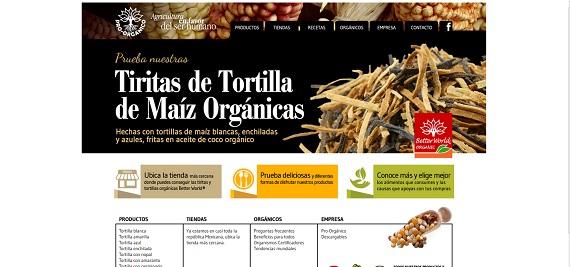 PRO ORGÁNICO
Agricultura
En favor
del ser humano
PRODUCTOS
TIENDAS
RECETAS
ORGÁNICOS
EMPRESA
CONTACTO
f
Prueba nuestras
Tiritas de Tortilla
de Maíz Orgánicas
Hechas con tortillas de maíz blancas, enchiladas
y azules, fritas en aceite de coco orgánico
Better World
ORGANIC
Ubica la tienda más cercana
donde puedes conseguir las tiritas y
tortillas orgánicas Better World®
Prueba deliciosas y diferentes
formas de disfrutar nuestros productos
Conoce más y elige mejor
los alimentos que consumes y las
causas que apoyas con tus compras
PRODUCTOS
Tortilla blanca
Tortilla amarilla
Tortilla azul
Tortilla enchilada
Tortilla con nopal
Tortilla con amaranto
TIENDAS
Ya estamos en casi toda la
república Mexicana, ubica la
tienda más cercana.
ORGÁNICOS
Preguntas frecuentes
Beneficios para todos
Organismos Certificadores
Tendencias mundiales
EMPRESA
Pro Orgánico
Descargables